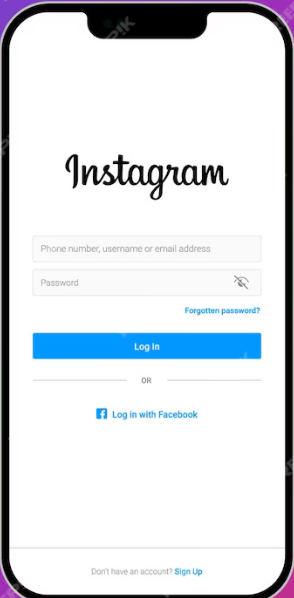 Instagram
Phone number, username or email address
Password
Forgotten password?
Log in
OR
Log in with Facebook
Don't have an account? Sign Up